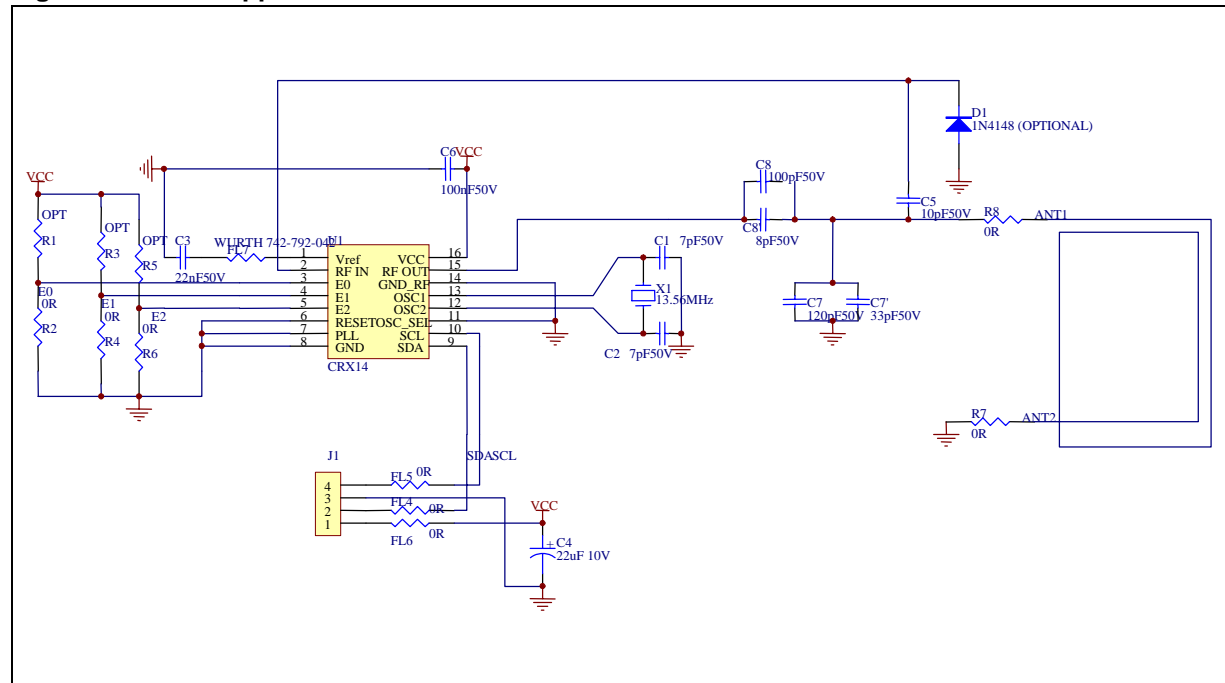 D1
1N4148 (OPTIONAL)
C6
VCC
100nF50V
C8
100pF50V
VCC
C5
10pF50V
R8
ANT1
0R
OPT
OPT
OPT
C3
WURTH 742-792-042
U1
C8'
8pF50V
C1 7pF50V
R1
R3
R5
FL7
22nF50V
1 Vref VCC 16
2 RF IN RF OUT 15
3 E0 GND_RF 14
4 E1 OSC1 13
5 E2 OSC2 12
6 RESET OSC_SEL 11
7 PLL SCL 10
8 GND SDA 9
CRX14
X1
13.56MHz
E0
0R
E1
0R
E2
0R
R2
R4
R6
C7
120pF50V
C7'
33pF50V
C2 7pF50V
R7
ANT2
0R
J1
SDA
SCL
FL5
0R
4
3
2
1
FL4
0R
FL6
0R
VCC
+
C4
22uF 10V